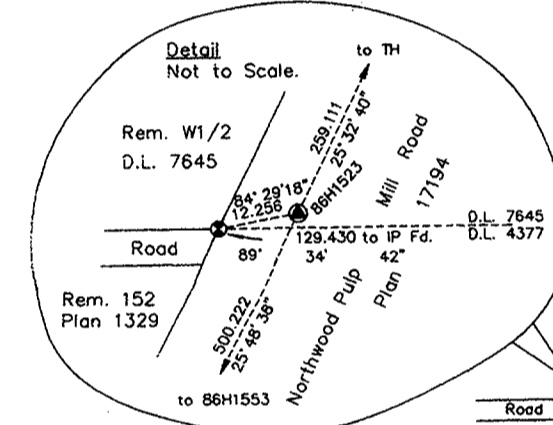 Detail
Not to Scale.
to TH
Rem. W1/2
D.L. 7645
259.111
25° 32' 40"
Mill Road
17194
84° 29'18"
12.256
86H1523
D.L. 7645
D.L. 4377
129.430 to IP Fd.
89° 34' 42"
Road
Rem. 152
Plan 1329
500.222
25° 48' 38"
Northwood Pulp
Plan
to 86H1553
Road